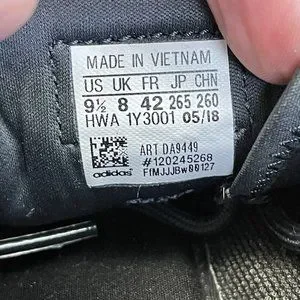 MADE IN VIETNAM
US UK FR JP CHN
9½ 8 42 265 260
HWA 1Y3001 05/18
ART DA9449
#120245268
adidas FfMJJJBw00127